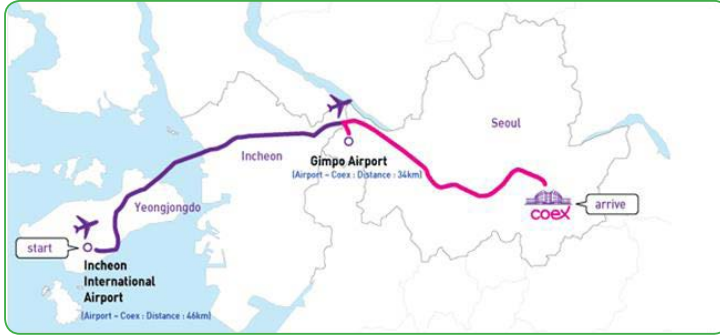 Seoul
Incheon
Gimpo Airport
(Airport - Coex : Distance : 34km)
Yeongjongdo
coex
arrive
start
Incheon
International
Airport
(Airport - Coex : Distance : 46km)